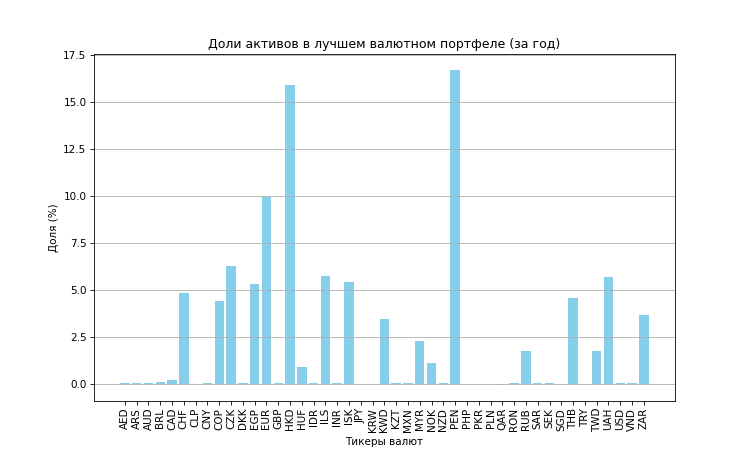 Доли активов в лучшем валютном портфеле (за год)
Доля (%)
17.5
15.0
12.5
10.0
7.5
5.0
2.5
0.0
AED ARS AUD BRL CAD CHF CLP CNY COP CZK DKK EGP EUR GBP HKD HUF IDR ILS INR ISK JPY KRW KWD KZT MXN MYR NOK NZD PEN PHP PKR PLN QAR RON RUB SAR SEK SGD THB TRY TWD UAH USD VND ZAR
Тикеры валют